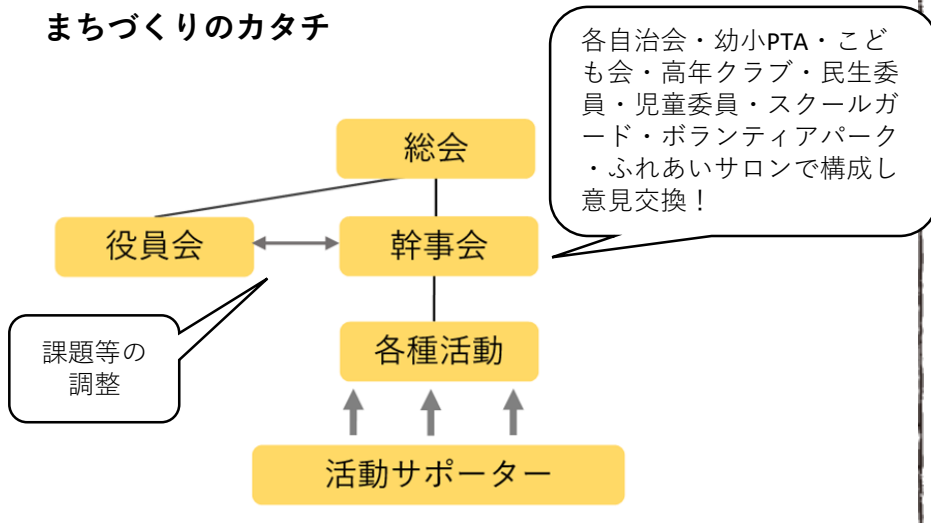 まちづくりのカタチ
各自治会・幼小PTA・こど
も会・高年クラブ・民生委
員・児童委員・スクールガ
ード・ボランティアパーク
・ふれあいサロンで構成し
意見交換！
総会
役員会
幹事会
課題等の
調整
各種活動
活動サポーター